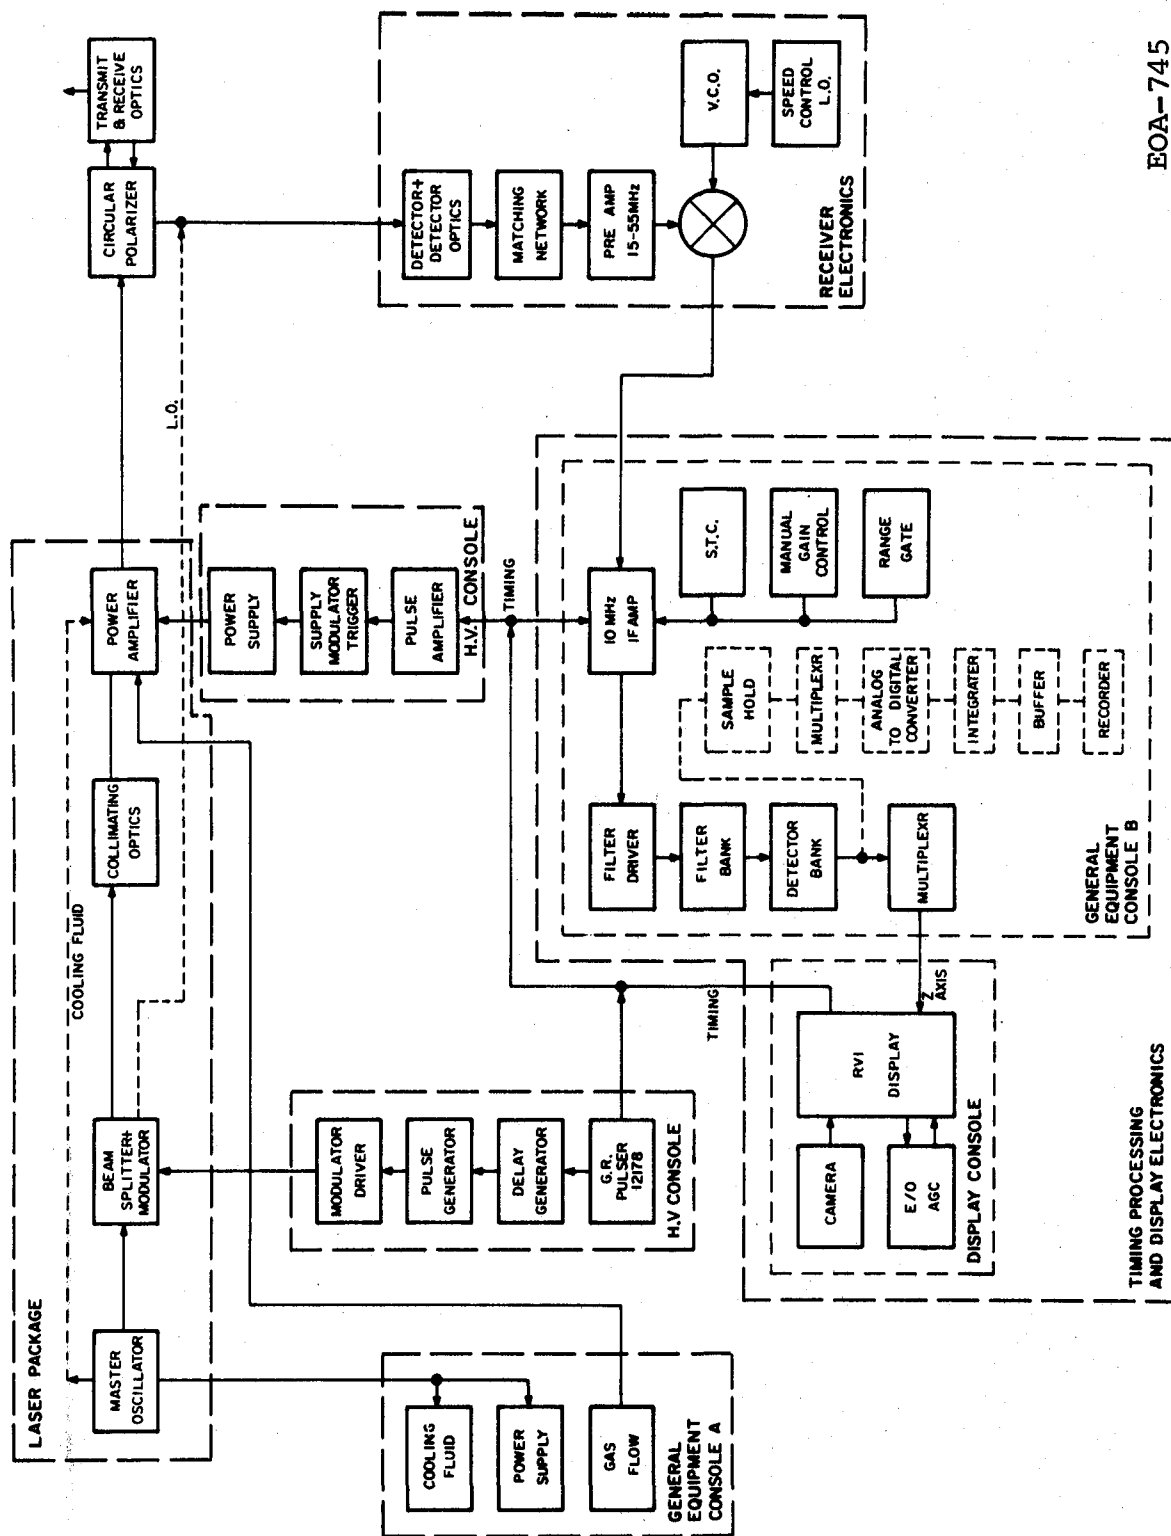 LASER PACKAGE
COOLING FLUID
MASTER
OSCILLATOR
BEAM
SPLITTER+
MODULATOR
COLLIMATING
OPTICS
POWER
AMPLIFIER
CIRCULAR
POLARIZER
TRANSMIT
& RECEIVE
OPTICS
L.O.
GENERAL
EQUIPMENT
CONSOLE A
COOLING
FLUID
POWER
SUPPLY
GAS
FLOW
MODULATOR
DRIVER
PULSE
GENERATOR
DELAY
GENERATOR
G.R.
PULSER
12178
H.V CONSOLE
POWER
SUPPLY
SUPPLY
MODULATOR
TRIGGER
PULSE
AMPLIFIER
H.V. CONSOLE
TIMING
TIMING
DETECTOR+
DETECTOR
OPTICS
MATCHING
NETWORK
PRE AMP
15-55MHz
V.C.O.
SPEED
CONTROL
L.O.
RECEIVER
ELECTRONICS
10 MHz
IF AMP
S.T.C.
MANUAL
GAIN
CONTROL
RANGE
GATE
FILTER
DRIVER
FILTER
BANK
DETECTOR
BANK
MULTIPLEXR
SAMPLE
HOLD
MULTIPLEXR
ANALOG
TO DIGITAL
CONVERTER
INTEGRATER
BUFFER
RECORDER
GENERAL
EQUIPMENT
CONSOLE B
Z
AXIS
RVI
DISPLAY
CAMERA
E/O
AGC
DISPLAY CONSOLE
TIMING PROCESSING
AND DISPLAY ELECTRONICS
EOA-745